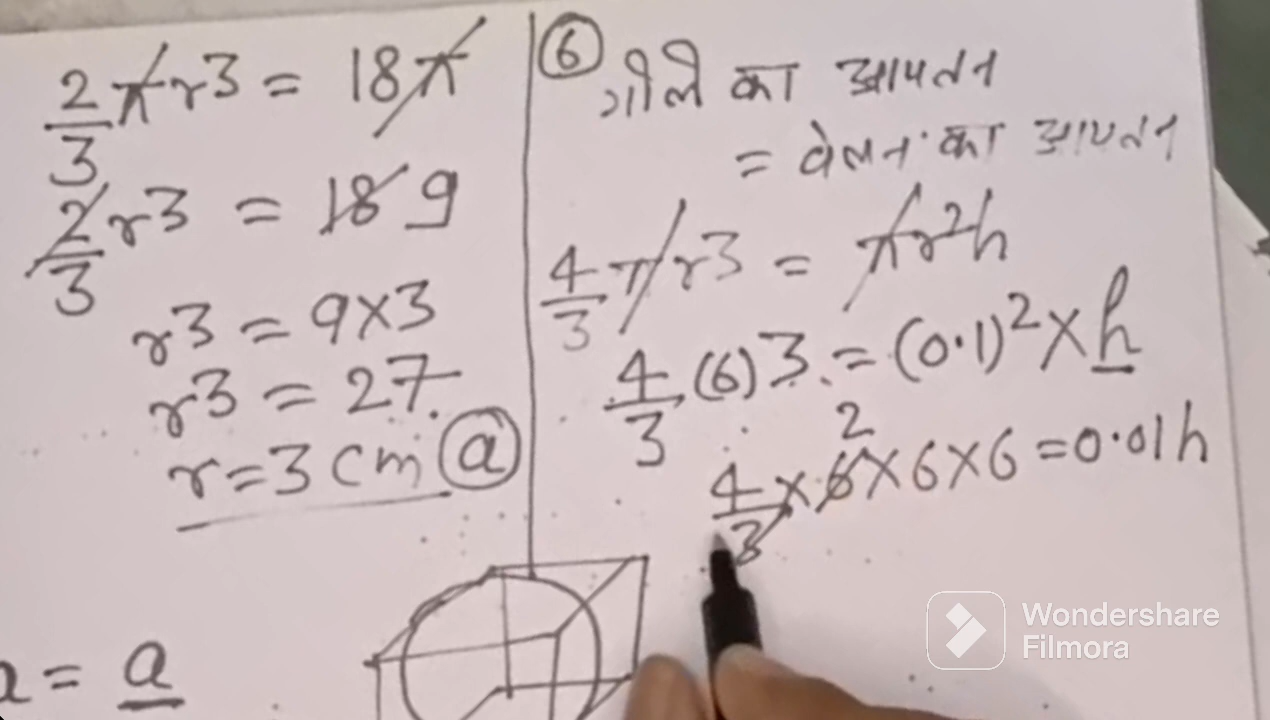 2/3 πr3 = 18π
2/3 r3 = 18 9
r3 = 9×3
r3 = 27
r=3 cm (a)
a = a
(6) गोले का आयतन
= बेलन का आयतन
4/3 πr3 = πr²h
4/3 (6)3 = (0.1)² × h
2
4/3 × 6 × 6 × 6 = 0.01h
Wondershare
Filmora